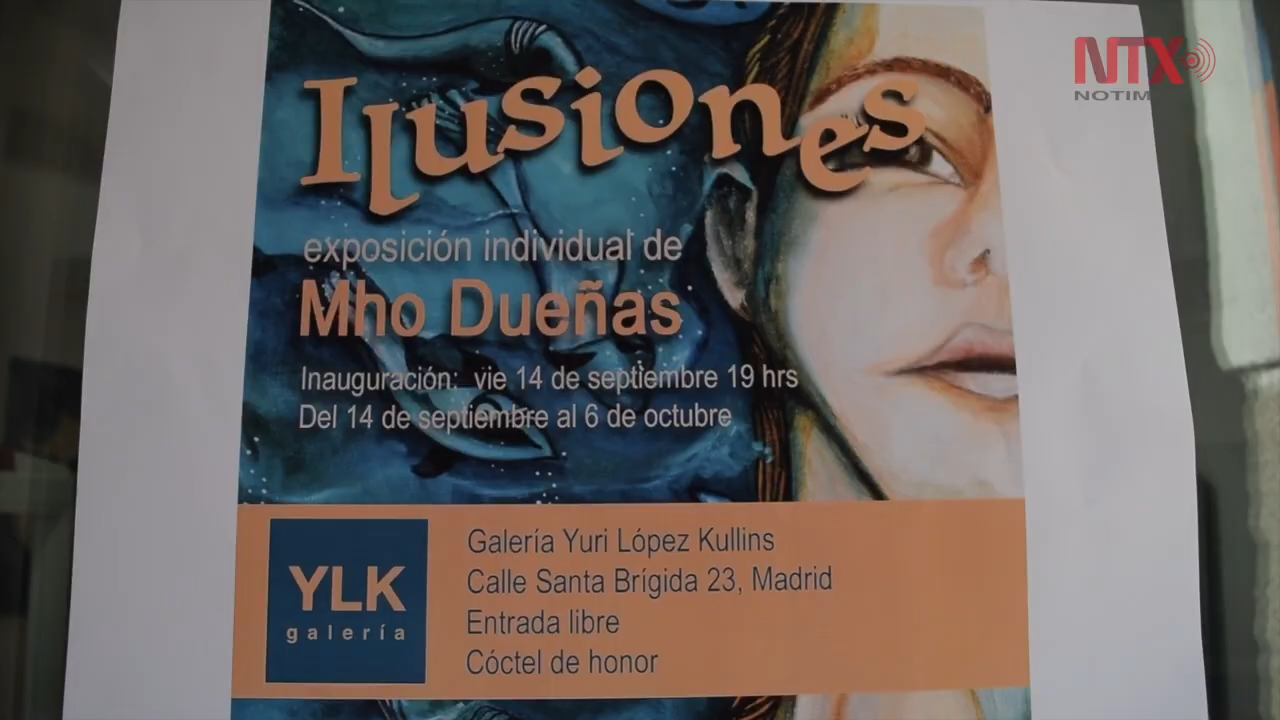 NTX
NOTIM
Ilusiones
exposición individual de
Mho Dueñas
Inauguración: vie 14 de septiembre 19 hrs
Del 14 de septiembre al 6 de octubre
YLK
galería
Galería Yuri López Kullins
Calle Santa Brígida 23, Madrid
Entrada libre
Cóctel de honor